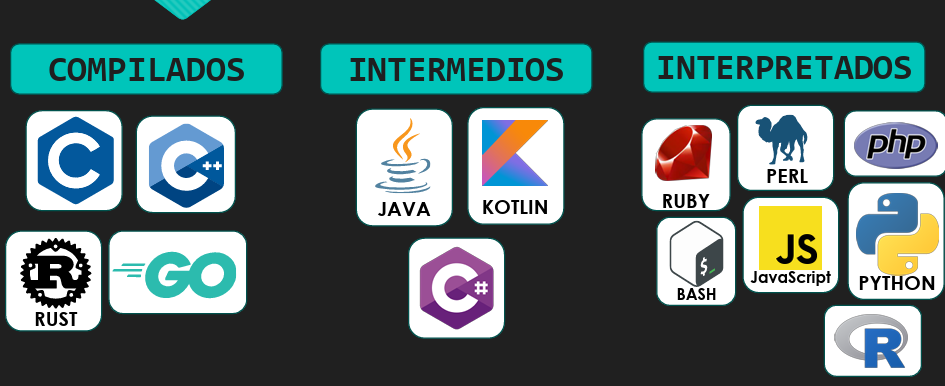 COMPILADOS
C
C++
R
RUST
GO
INTERMEDIOS
JAVA
KOTLIN
C#
INTERPRETADOS
RUBY
PERL
php
$_
BASH
JS
JavaScript
PYTHON
R